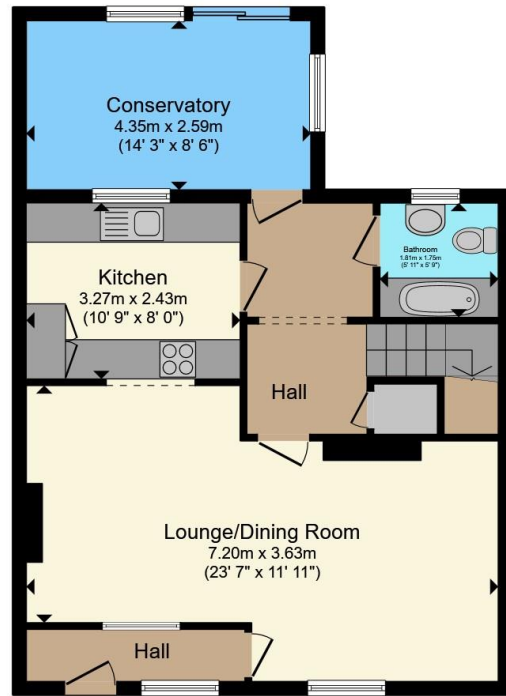 Conservatory
4.35m x 2.59m
(14' 3" x 8' 6")
Kitchen
3.27m x 2.43m
(10' 9" x 8' 0")
Bathroom
1.81m x 1.75m
(5' 11" x 5' 9")
Hall
Lounge/Dining Room
7.20m x 3.63m
(23' 7" x 11' 11")
Hall